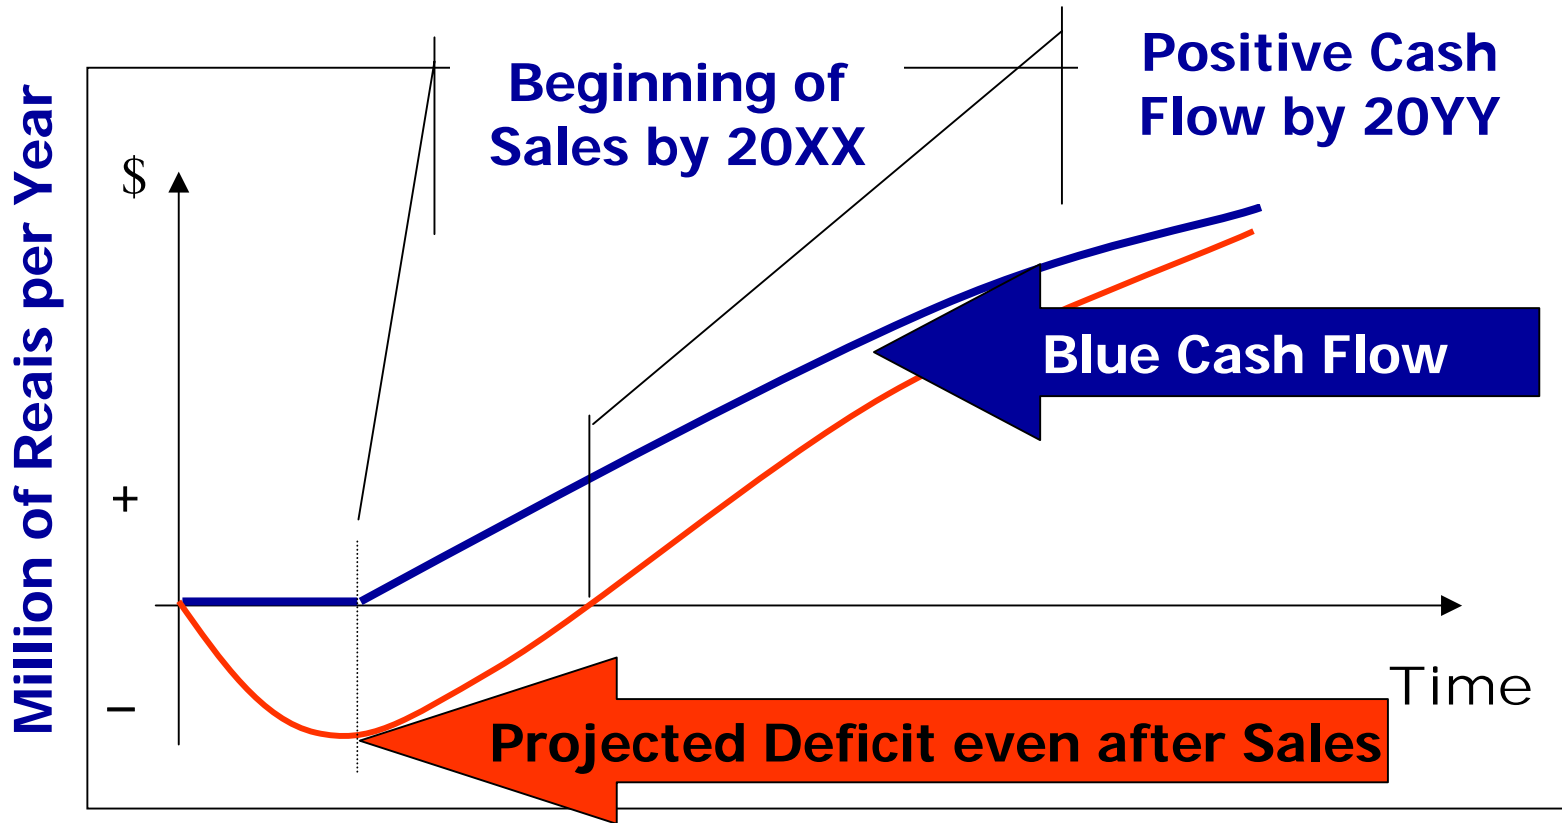 Million of Reais per Year
$
+
–
Beginning of
Sales by 20XX
Positive Cash
Flow by 20YY
Blue Cash Flow
Time
Projected Deficit even after Sales